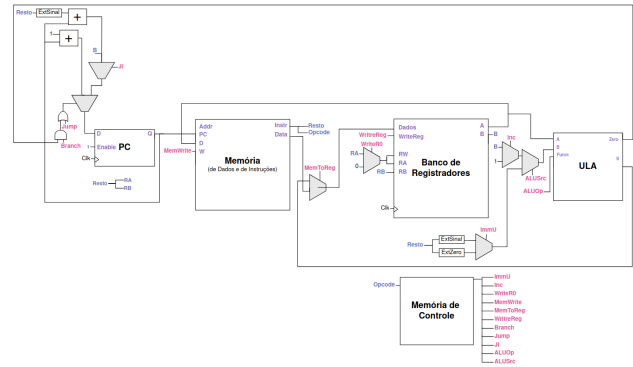 Resto
ExtSinal
+
1
+
B
JI
Jump
Branch
D
Q
1
Enable
PC
Clk
Resto
RA
RB
MemWrite
Addr
PC
D
W
Instr
Data
Memória
(de Dados e de Instruções)
Resto
Opcode
MemToReg
WritreReg
WriteR0
RA
0
RB
Dados
WriteReg
RW
RA
RB
A
B
Banco de
Registradores
Clk
B
Inc
B
1
ALUSrc
ALUOp
A
B
Funct
Zero
S
ULA
ImmU
Resto
ExtSinal
ExtZero
Opcode
Memória de
Controle
ImmU
Inc
WriteR0
MemWrite
MemToReg
WritreReg
Branch
Jump
JI
ALUOp
ALUSrc